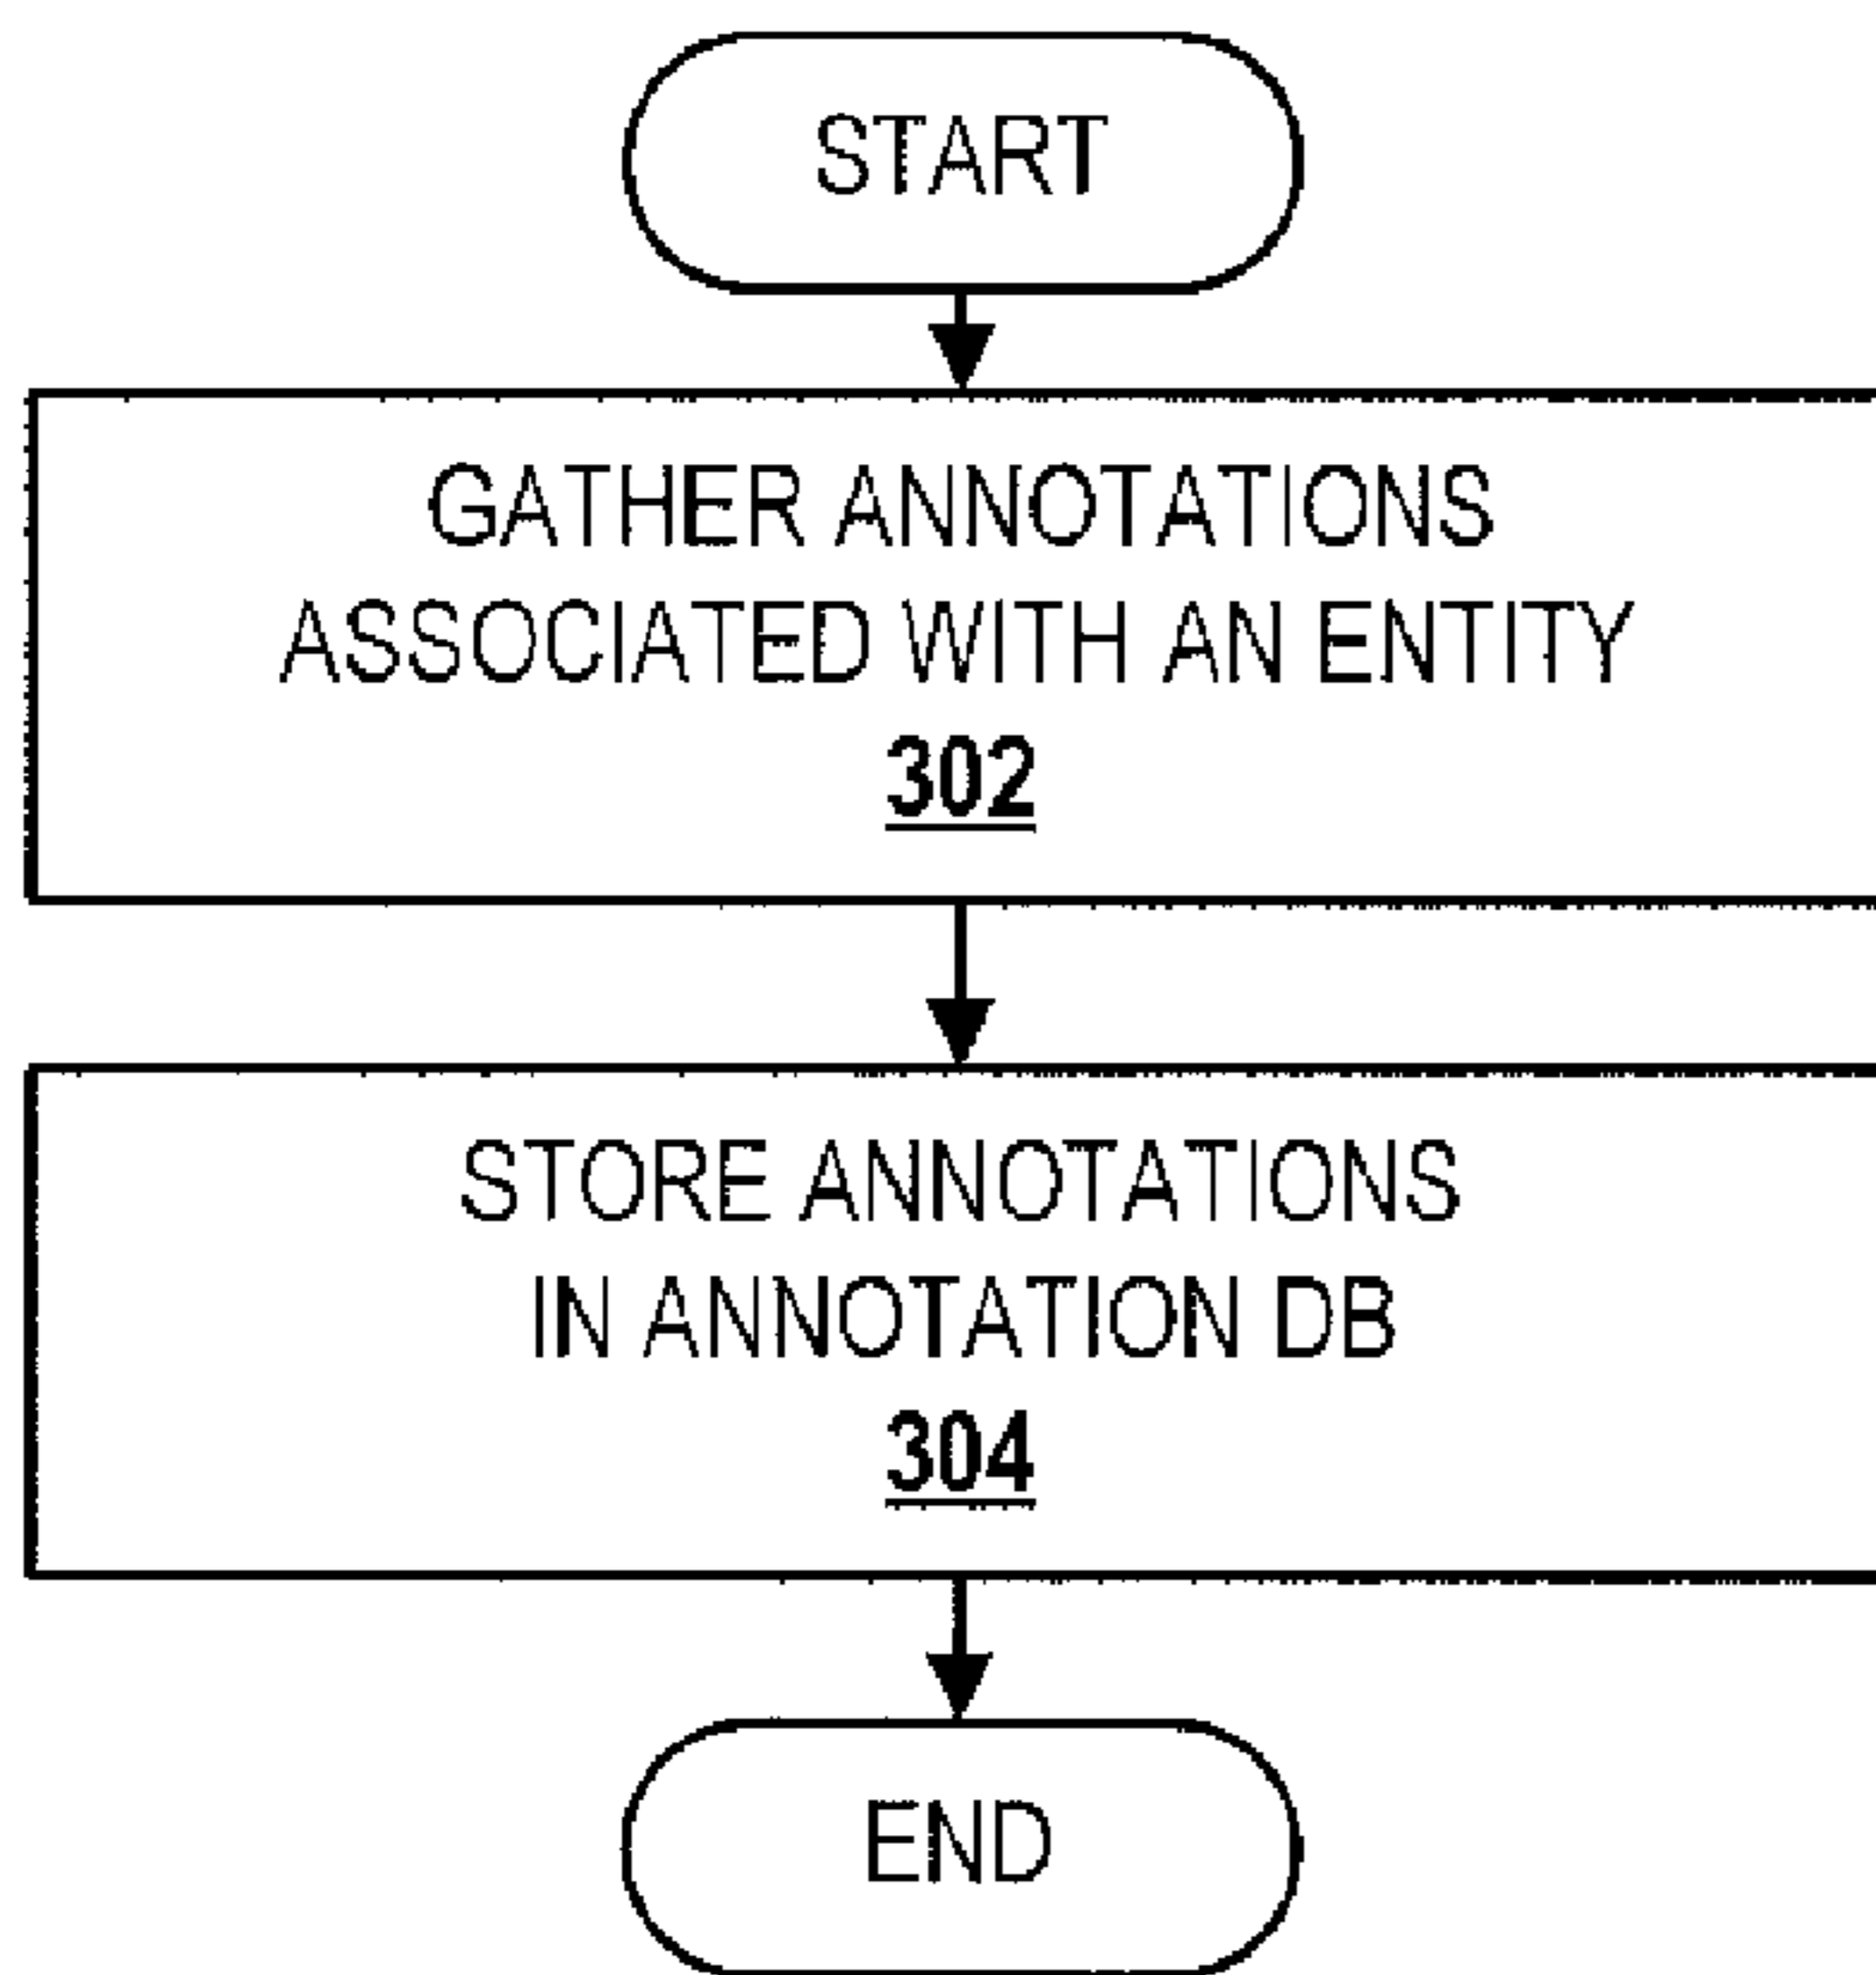 START
GATHER ANNOTATIONS
ASSOCIATED WITH AN ENTITY
302
STORE ANNOTATIONS
IN ANNOTATION DB
304
END